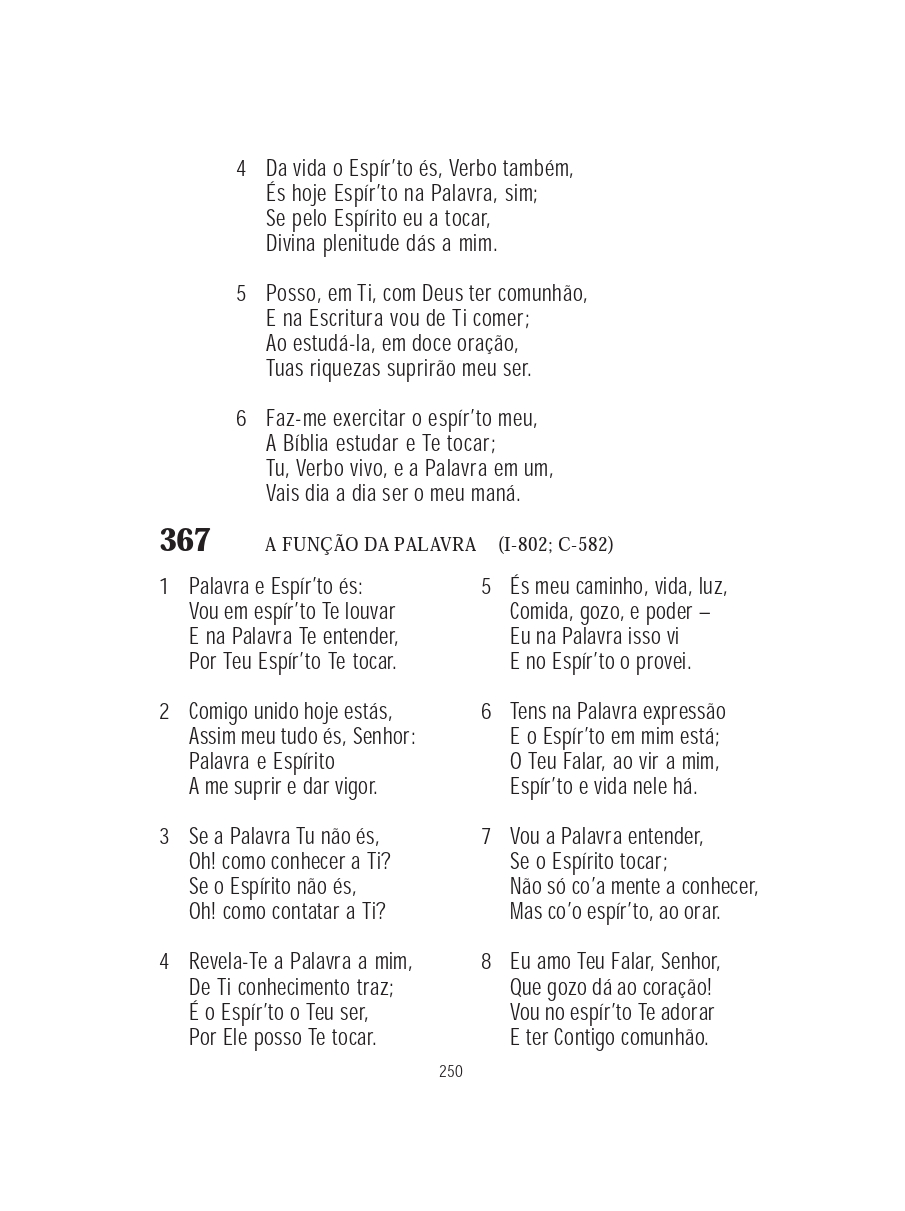 4 Da vida o Espír’to és, Verbo também,
És hoje Espír’to na Palavra, sim;
Se pelo Espírito eu a tocar,
Divina plenitude dás a mim.
5 Posso, em Ti, com Deus ter comunhão,
E na Escritura vou de Ti comer;
Ao estudá-la, em doce oração,
Tuas riquezas suprirão meu ser.
6 Faz-me exercitar o espír’to meu,
A Bíblia estudar e Te tocar;
Tu, Verbo vivo, e a Palavra em um,
Vais dia a dia ser o meu maná.
367 A FUNÇÃO DA PALAVRA (I-802; C-582)
1 Palavra e Espír’to és:
Vou em espír’to Te louvar
E na Palavra Te entender,
Por Teu Espír’to Te tocar.
2 Comigo unido hoje estás,
Assim meu tudo és, Senhor:
Palavra e Espírito
A me suprir e dar vigor.
3 Se a Palavra Tu não és,
Oh! como conhecer a Ti?
Se o Espírito não és,
Oh! como contatar a Ti?
4 Revela-Te a Palavra a mim,
De Ti conhecimento traz;
É o Espír’to o Teu ser,
Por Ele posso Te tocar.
5 És meu caminho, vida, luz,
Comida, gozo, e poder –
Eu na Palavra isso vi
E no Espír’to o provei.
6 Tens na Palavra expressão
E o Espír’to em mim está;
O Teu Falar, ao vir a mim,
Espír’to e vida nele há.
7 Vou a Palavra entender,
Se o Espírito tocar;
Não só co’a mente a conhecer,
Mas co’o espír’to, ao orar.
8 Eu amo Teu Falar, Senhor,
Que gozo dá ao coração!
Vou no espír’to Te adorar
E ter Contigo comunhão.
250